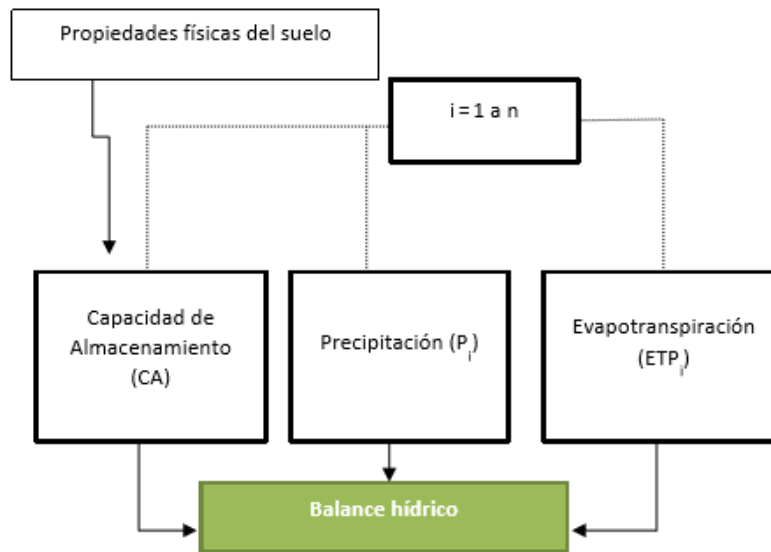 Propiedades físicas del suelo
i = 1 a n
Capacidad de
Almacenamiento
(CA)
Precipitación (Pi)
Evapotranspiración
(ETPi)
Balance hídrico